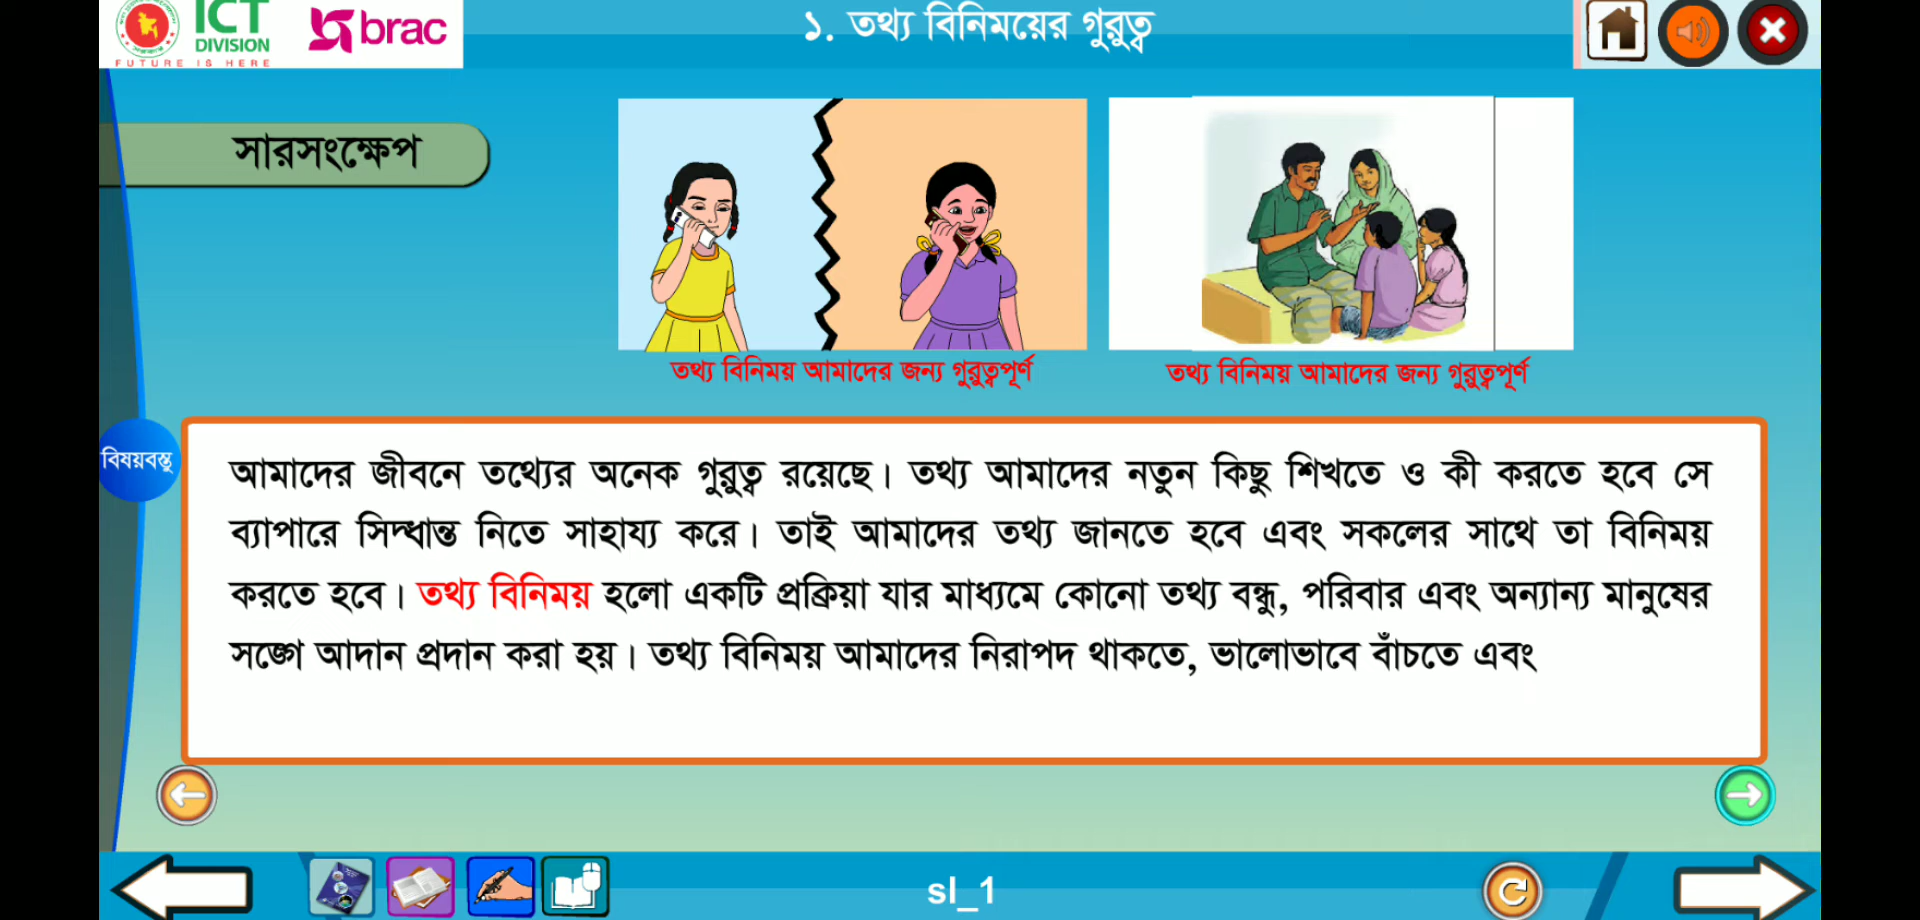 ICT
DIVISION
FUTURE IS HERE
brac
১. তথ্য বিনিময়ের গুরুত্ব
সারসংক্ষেপ
তথ্য বিনিময় আমাদের জন্য গুরুত্বপূর্ণ
তথ্য বিনিময় আমাদের জন্য গুরুত্বপূর্ণ
বিষয়বস্তু
আমাদের জীবনে তথ্যের অনেক গুরুত্ব রয়েছে। তথ্য আমাদের নতুন কিছু শিখতে ও কী করতে হবে সে
ব্যাপারে সিদ্ধান্ত নিতে সাহায্য করে। তাই আমাদের তথ্য জানতে হবে এবং সকলের সাথে তা বিনিময়
করতে হবে। তথ্য বিনিময় হলো একটি প্রক্রিয়া যার মাধ্যমে কোনো তথ্য বন্ধু, পরিবার এবং অন্যান্য মানুষের
সঙ্গে আদান প্রদান করা হয়। তথ্য বিনিময় আমাদের নিরাপদ থাকতে, ভালোভাবে বাঁচতে এবং
sl_1